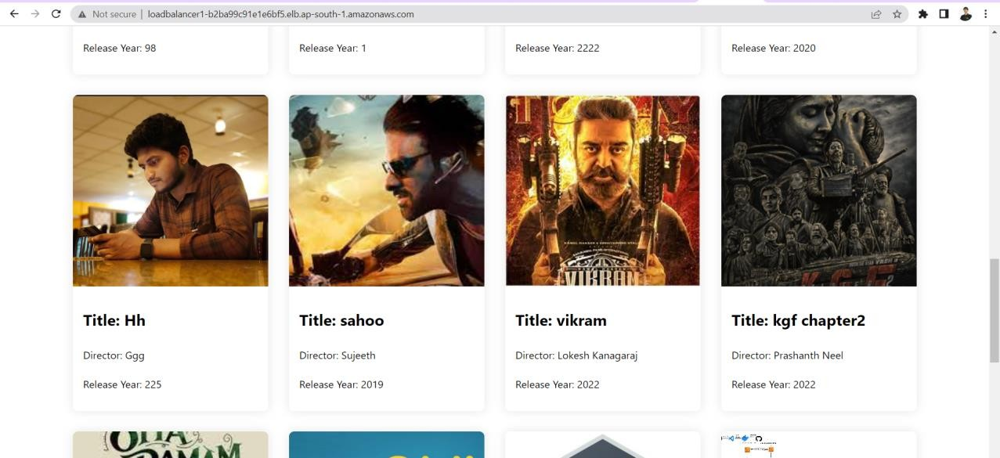 Not secure | loadbalancer1-b2ba99c91e1e6bf5.elb.ap-south-1.amazonaws.com
Release Year: 98
Release Year: 1
Release Year: 2222
Release Year: 2020
VIKRAM
K.G.F 2
Title: Hh
Title: sahoo
Title: vikram
Title: kgf chapter2
Director: Ggg
Director: Sujeeth
Director: Lokesh Kanagaraj
Director: Prashanth Neel
Release Year: 225
Release Year: 2019
Release Year: 2022
Release Year: 2022